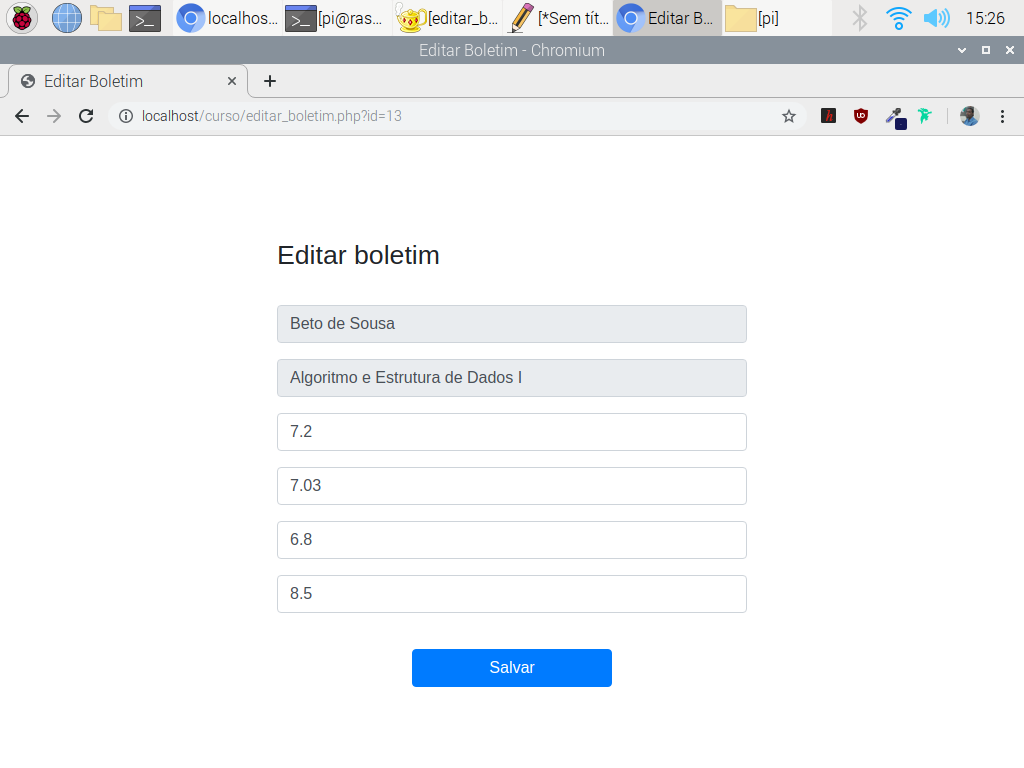 localhos... [pi@ras... [editar_b... [*Sem tít... Editar B... [pi] 15:26
Editar Boletim - Chromium
Editar Boletim
localhost/curso/editar_boletim.php?id=13
Editar boletim
Beto de Sousa
Algoritmo e Estrutura de Dados I
7.2
7.03
6.8
8.5
Salvar